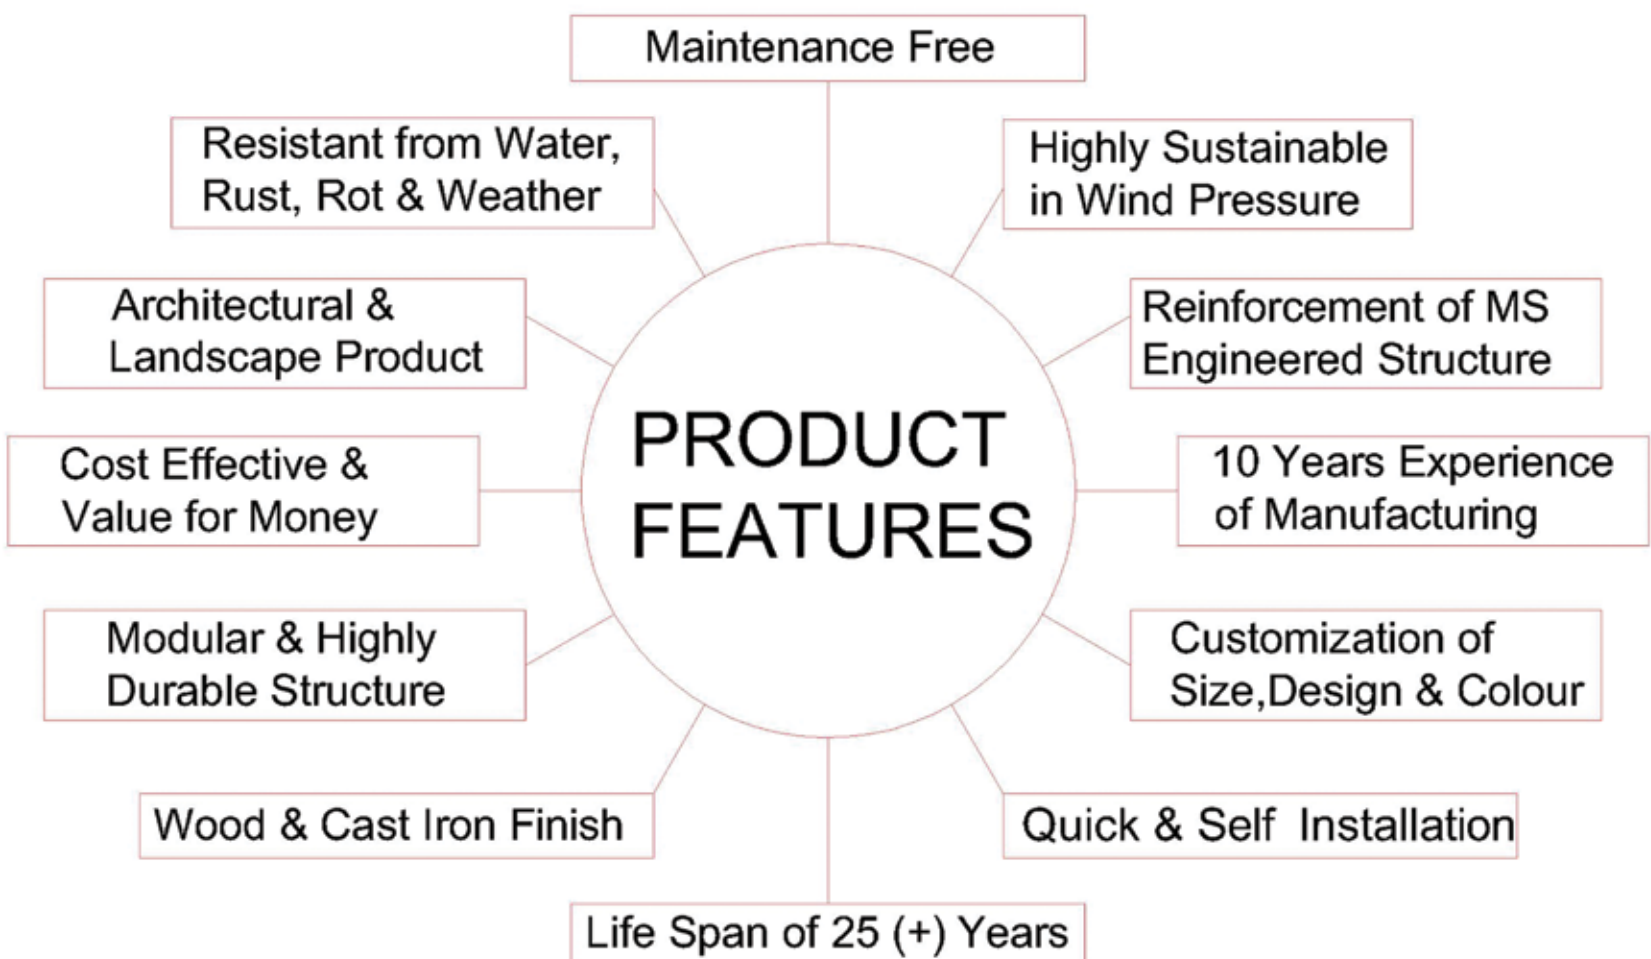 Maintenance Free
Resistant from Water,
Rust, Rot & Weather
Highly Sustainable
in Wind Pressure
Architectural &
Landscape Product
Reinforcement of MS
Engineered Structure
PRODUCT
FEATURES
Cost Effective &
Value for Money
10 Years Experience
of Manufacturing
Modular & Highly
Durable Structure
Customization of
Size,Design & Colour
Wood & Cast Iron Finish
Quick & Self Installation
Life Span of 25 (+) Years